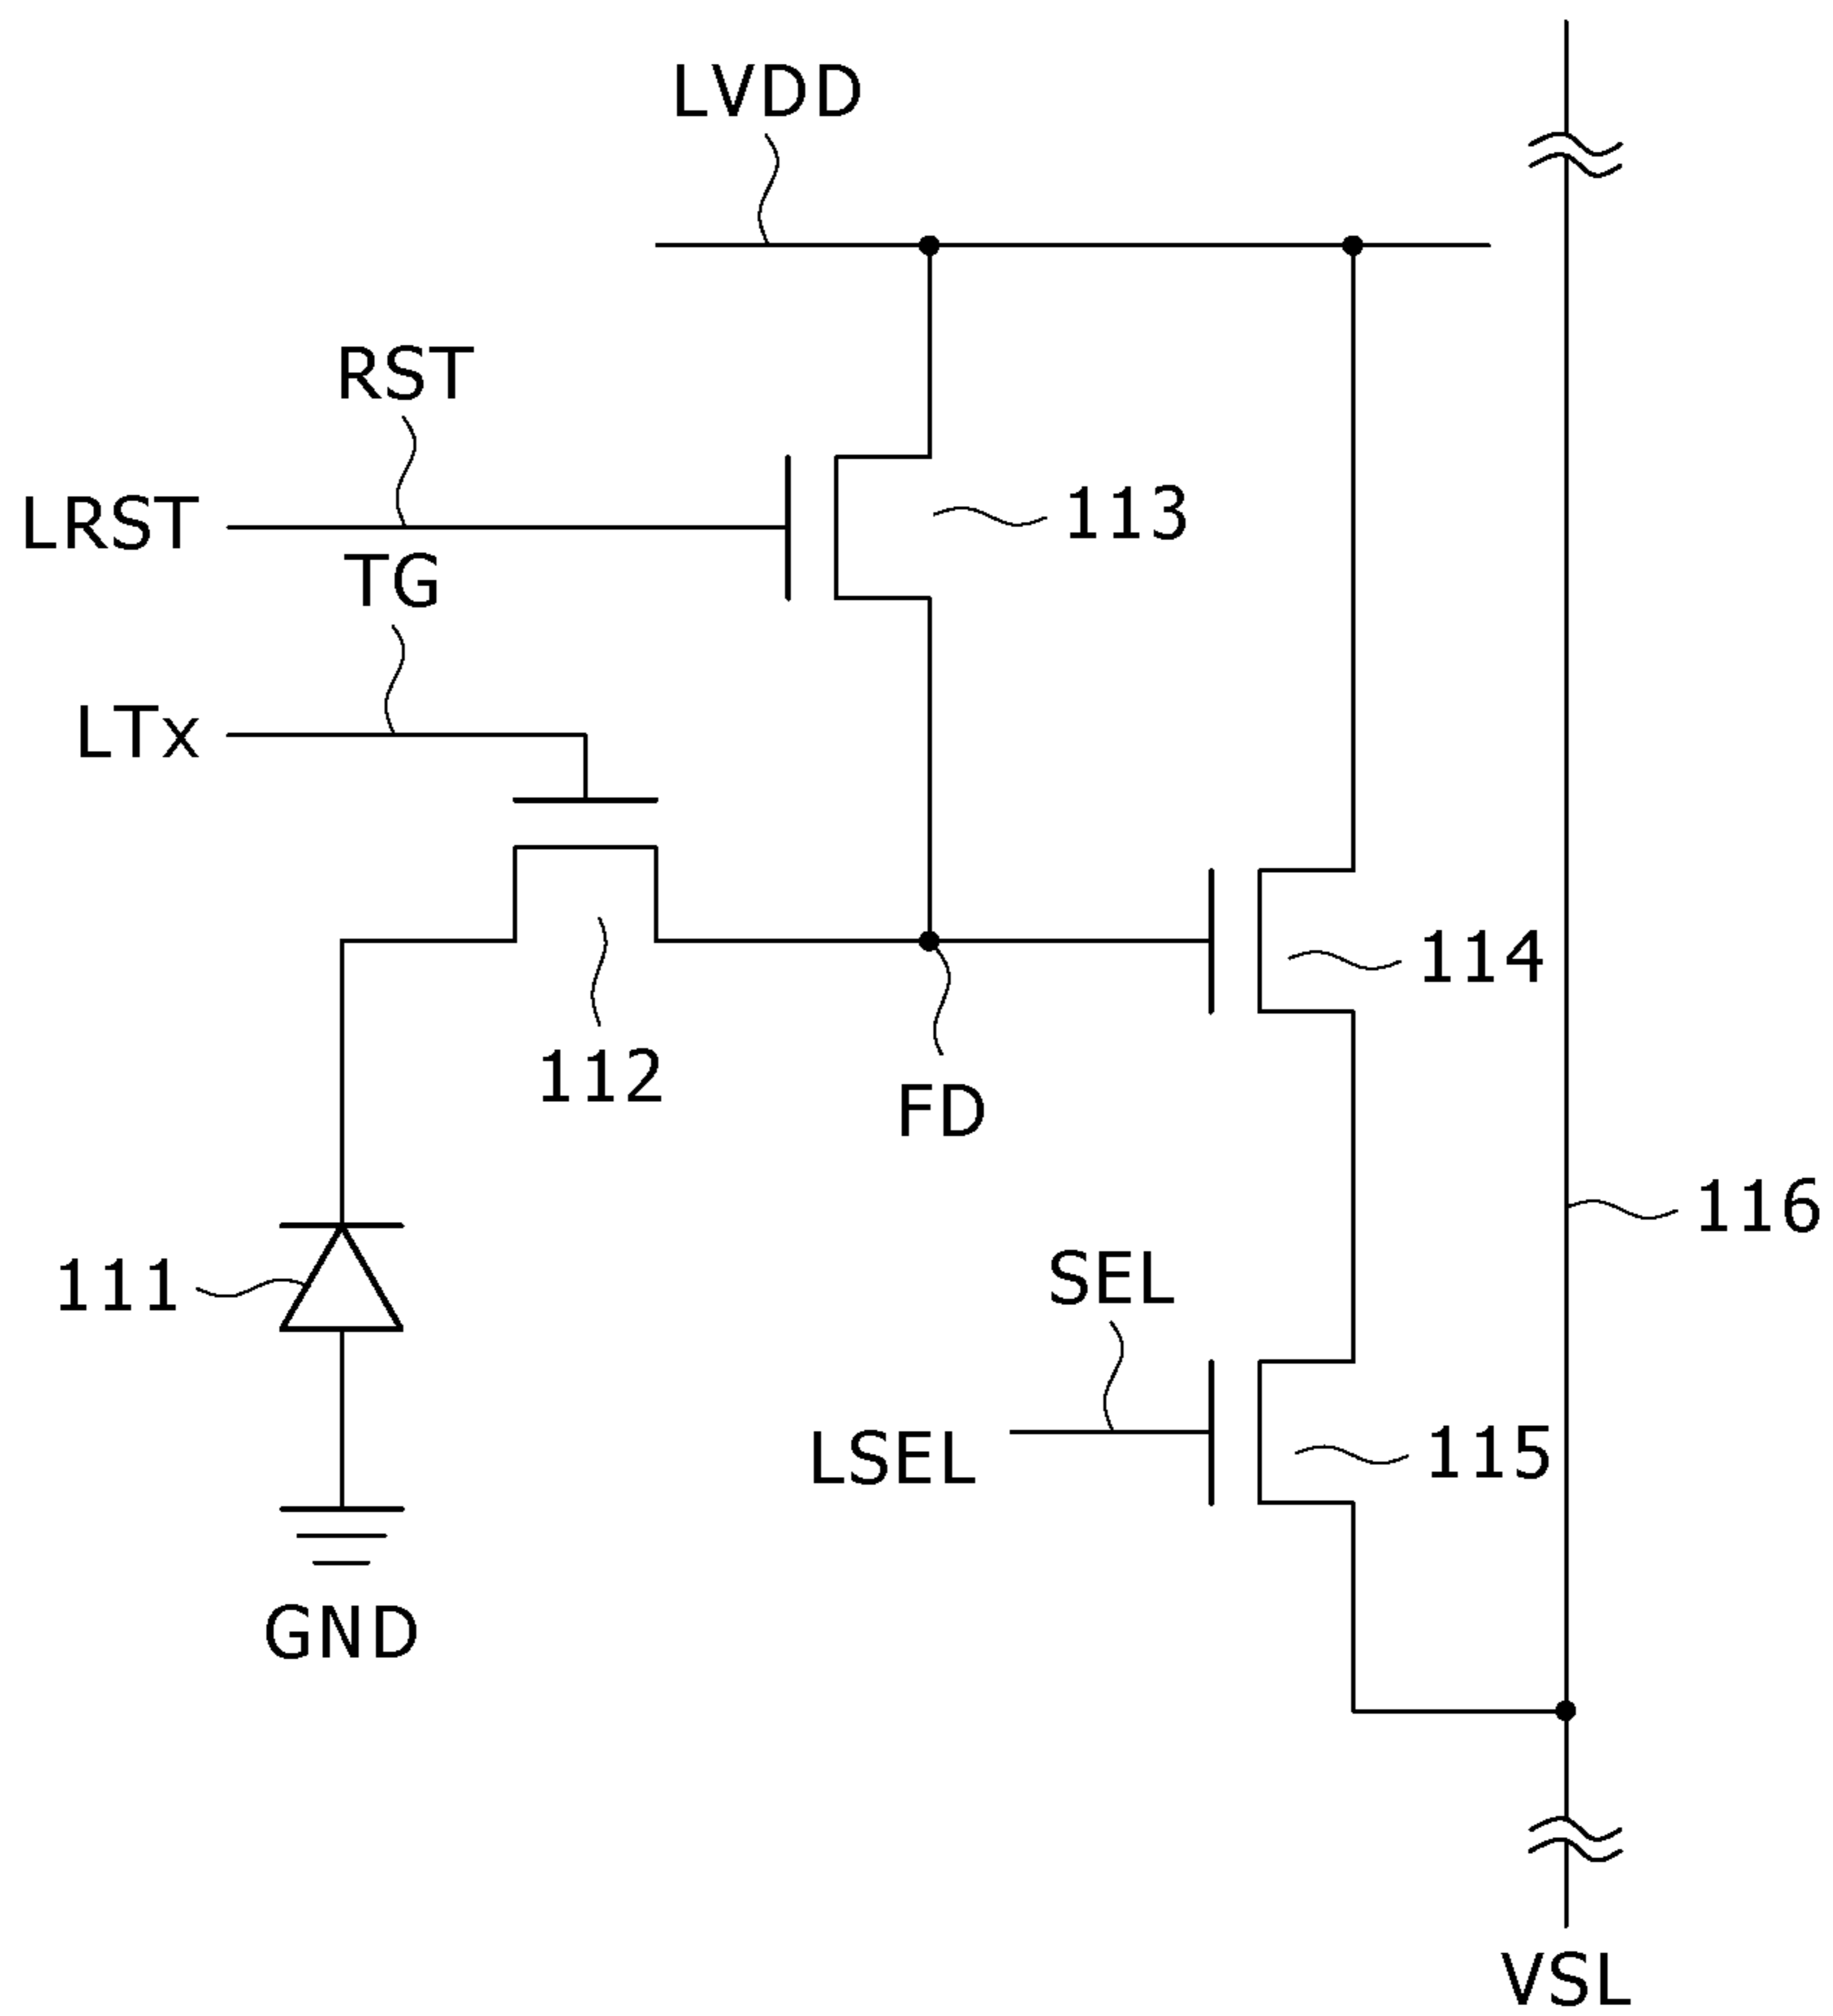 LVDD
RST
LRST
113
TG
LTx
114
112
FD
116
111
SEL
LSEL
115
GND
VSL